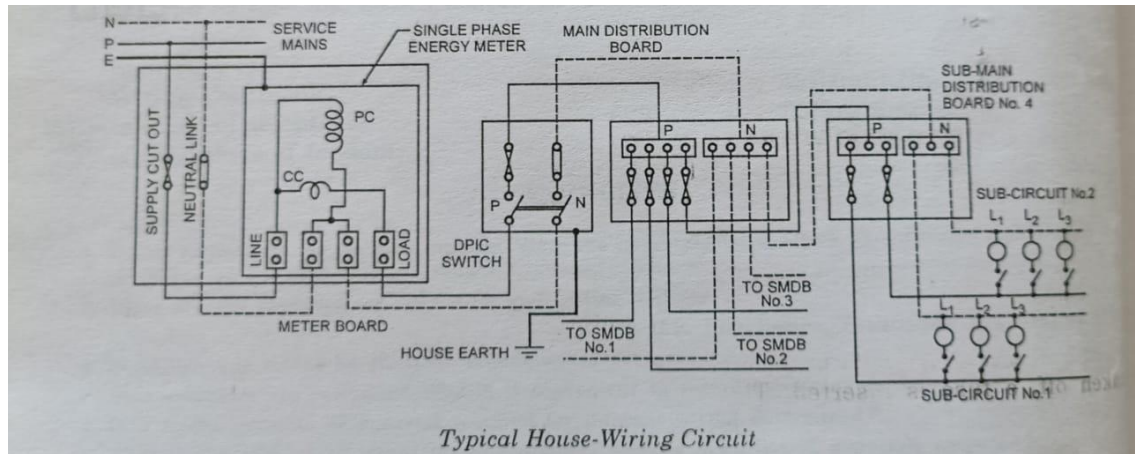 N
P
E
SERVICE
MAINS
SINGLE PHASE
ENERGY METER
MAIN DISTRIBUTION
BOARD
SUB-MAIN
DISTRIBUTION
BOARD No. 4
SUPPLY CUT OUT
NEUTRAL LINK
PC
CC
LINE
LOAD
METER BOARD
P
N
DPIC
SWITCH
HOUSE EARTH
P
N
TO SMDB
No.3
TO SMDB
No.1
TO SMDB
No.2
P
N
SUB-CIRCUIT No.2
L1 L2 L3
L1 L2 L3
SUB-CIRCUIT No.1
Typical House-Wiring Circuit